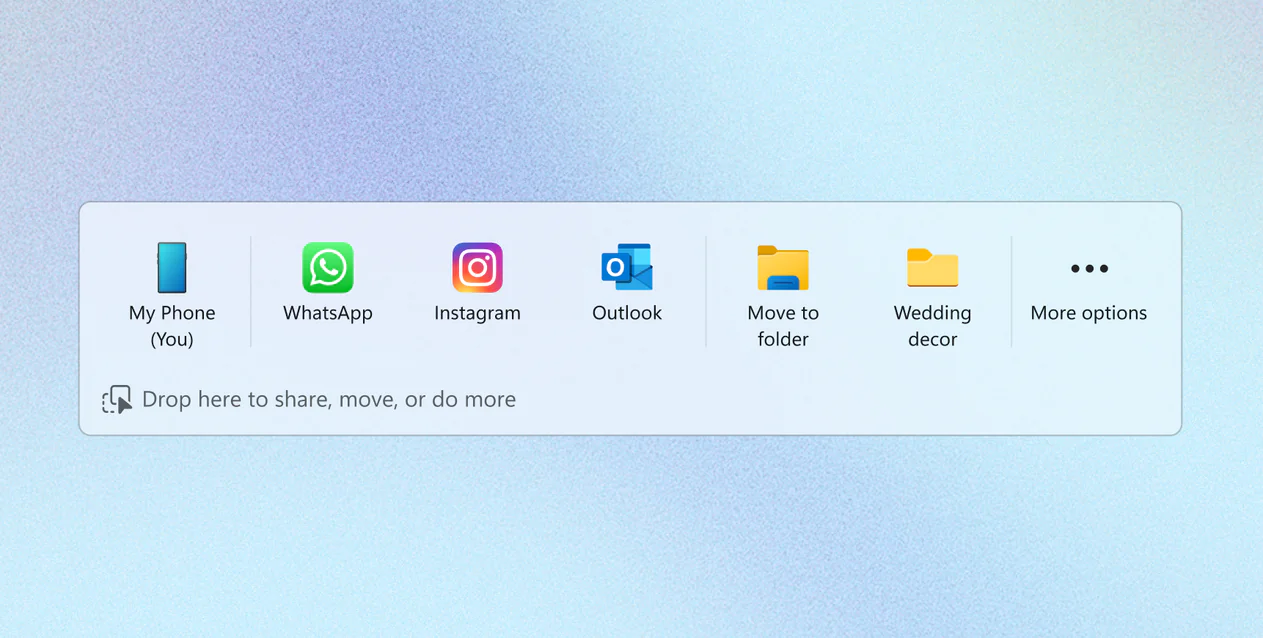 My Phone
(You)
WhatsApp
Instagram
Outlook
Move to
folder
Wedding
decor
More options
Drop here to share, move, or do more